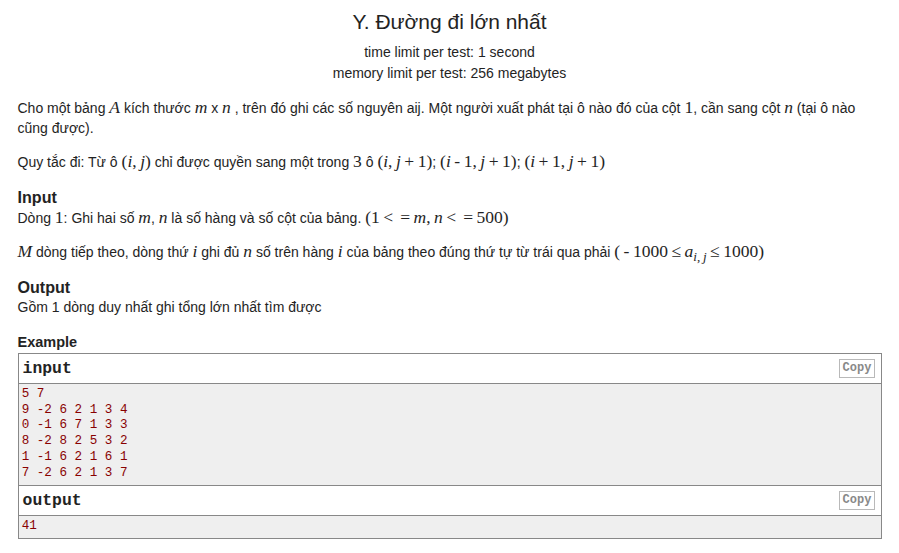 Y. Đường đi lớn nhất
time limit per test: 1 second
memory limit per test: 256 megabytes
Cho một bảng A kích thước m x n , trên đó ghi các số nguyên aij. Một người xuất phát tại ô nào đó của cột 1, cần sang cột n (tại ô nào
cũng được).
Quy tắc đi: Từ ô (i, j) chỉ được quyền sang một trong 3 ô (i, j + 1); (i - 1, j + 1); (i + 1, j + 1)
Input
Dòng 1: Ghi hai số m, n là số hàng và số cột của bảng. (1 < = m, n < = 500)
M dòng tiếp theo, dòng thứ i ghi đủ n số trên hàng i của bảng theo đúng thứ tự từ trái qua phải ( - 1000 ≤ ai, j ≤ 1000)
Output
Gồm 1 dòng duy nhất ghi tổng lớn nhất tìm được
Example
input Copy
5 7
9 -2 6 2 1 3 4
0 -1 6 7 1 3 3
8 -2 8 2 5 3 2
1 -1 6 2 1 6 1
7 -2 6 2 1 3 7
output Copy
41